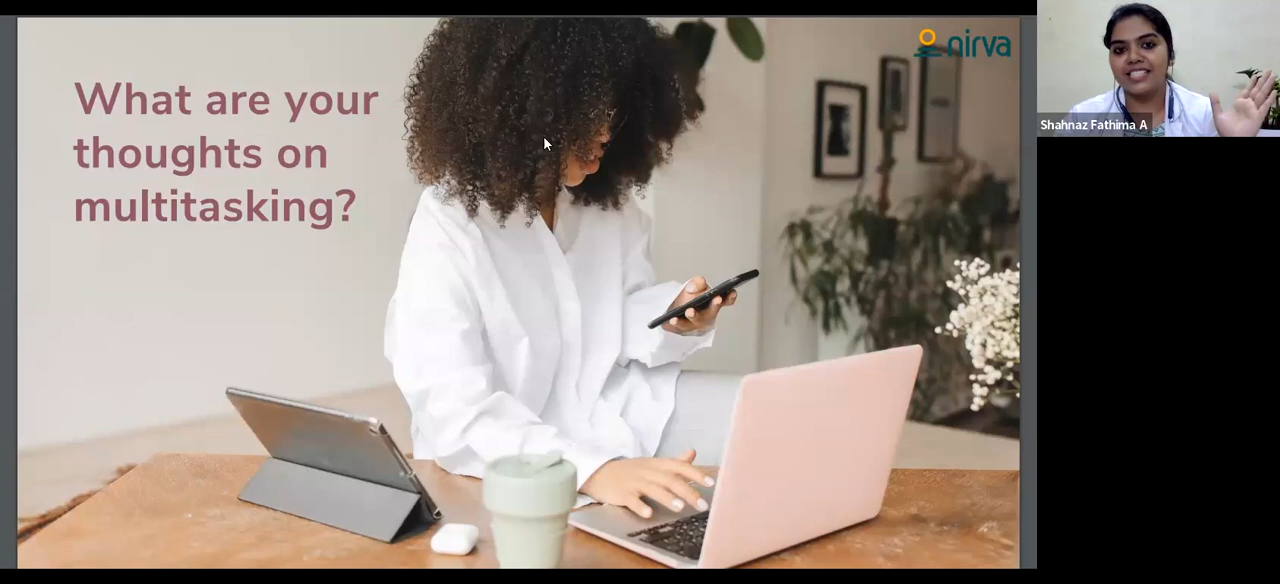 What are your
thoughts on
multitasking?
nirva
Shahnaz Fathima A